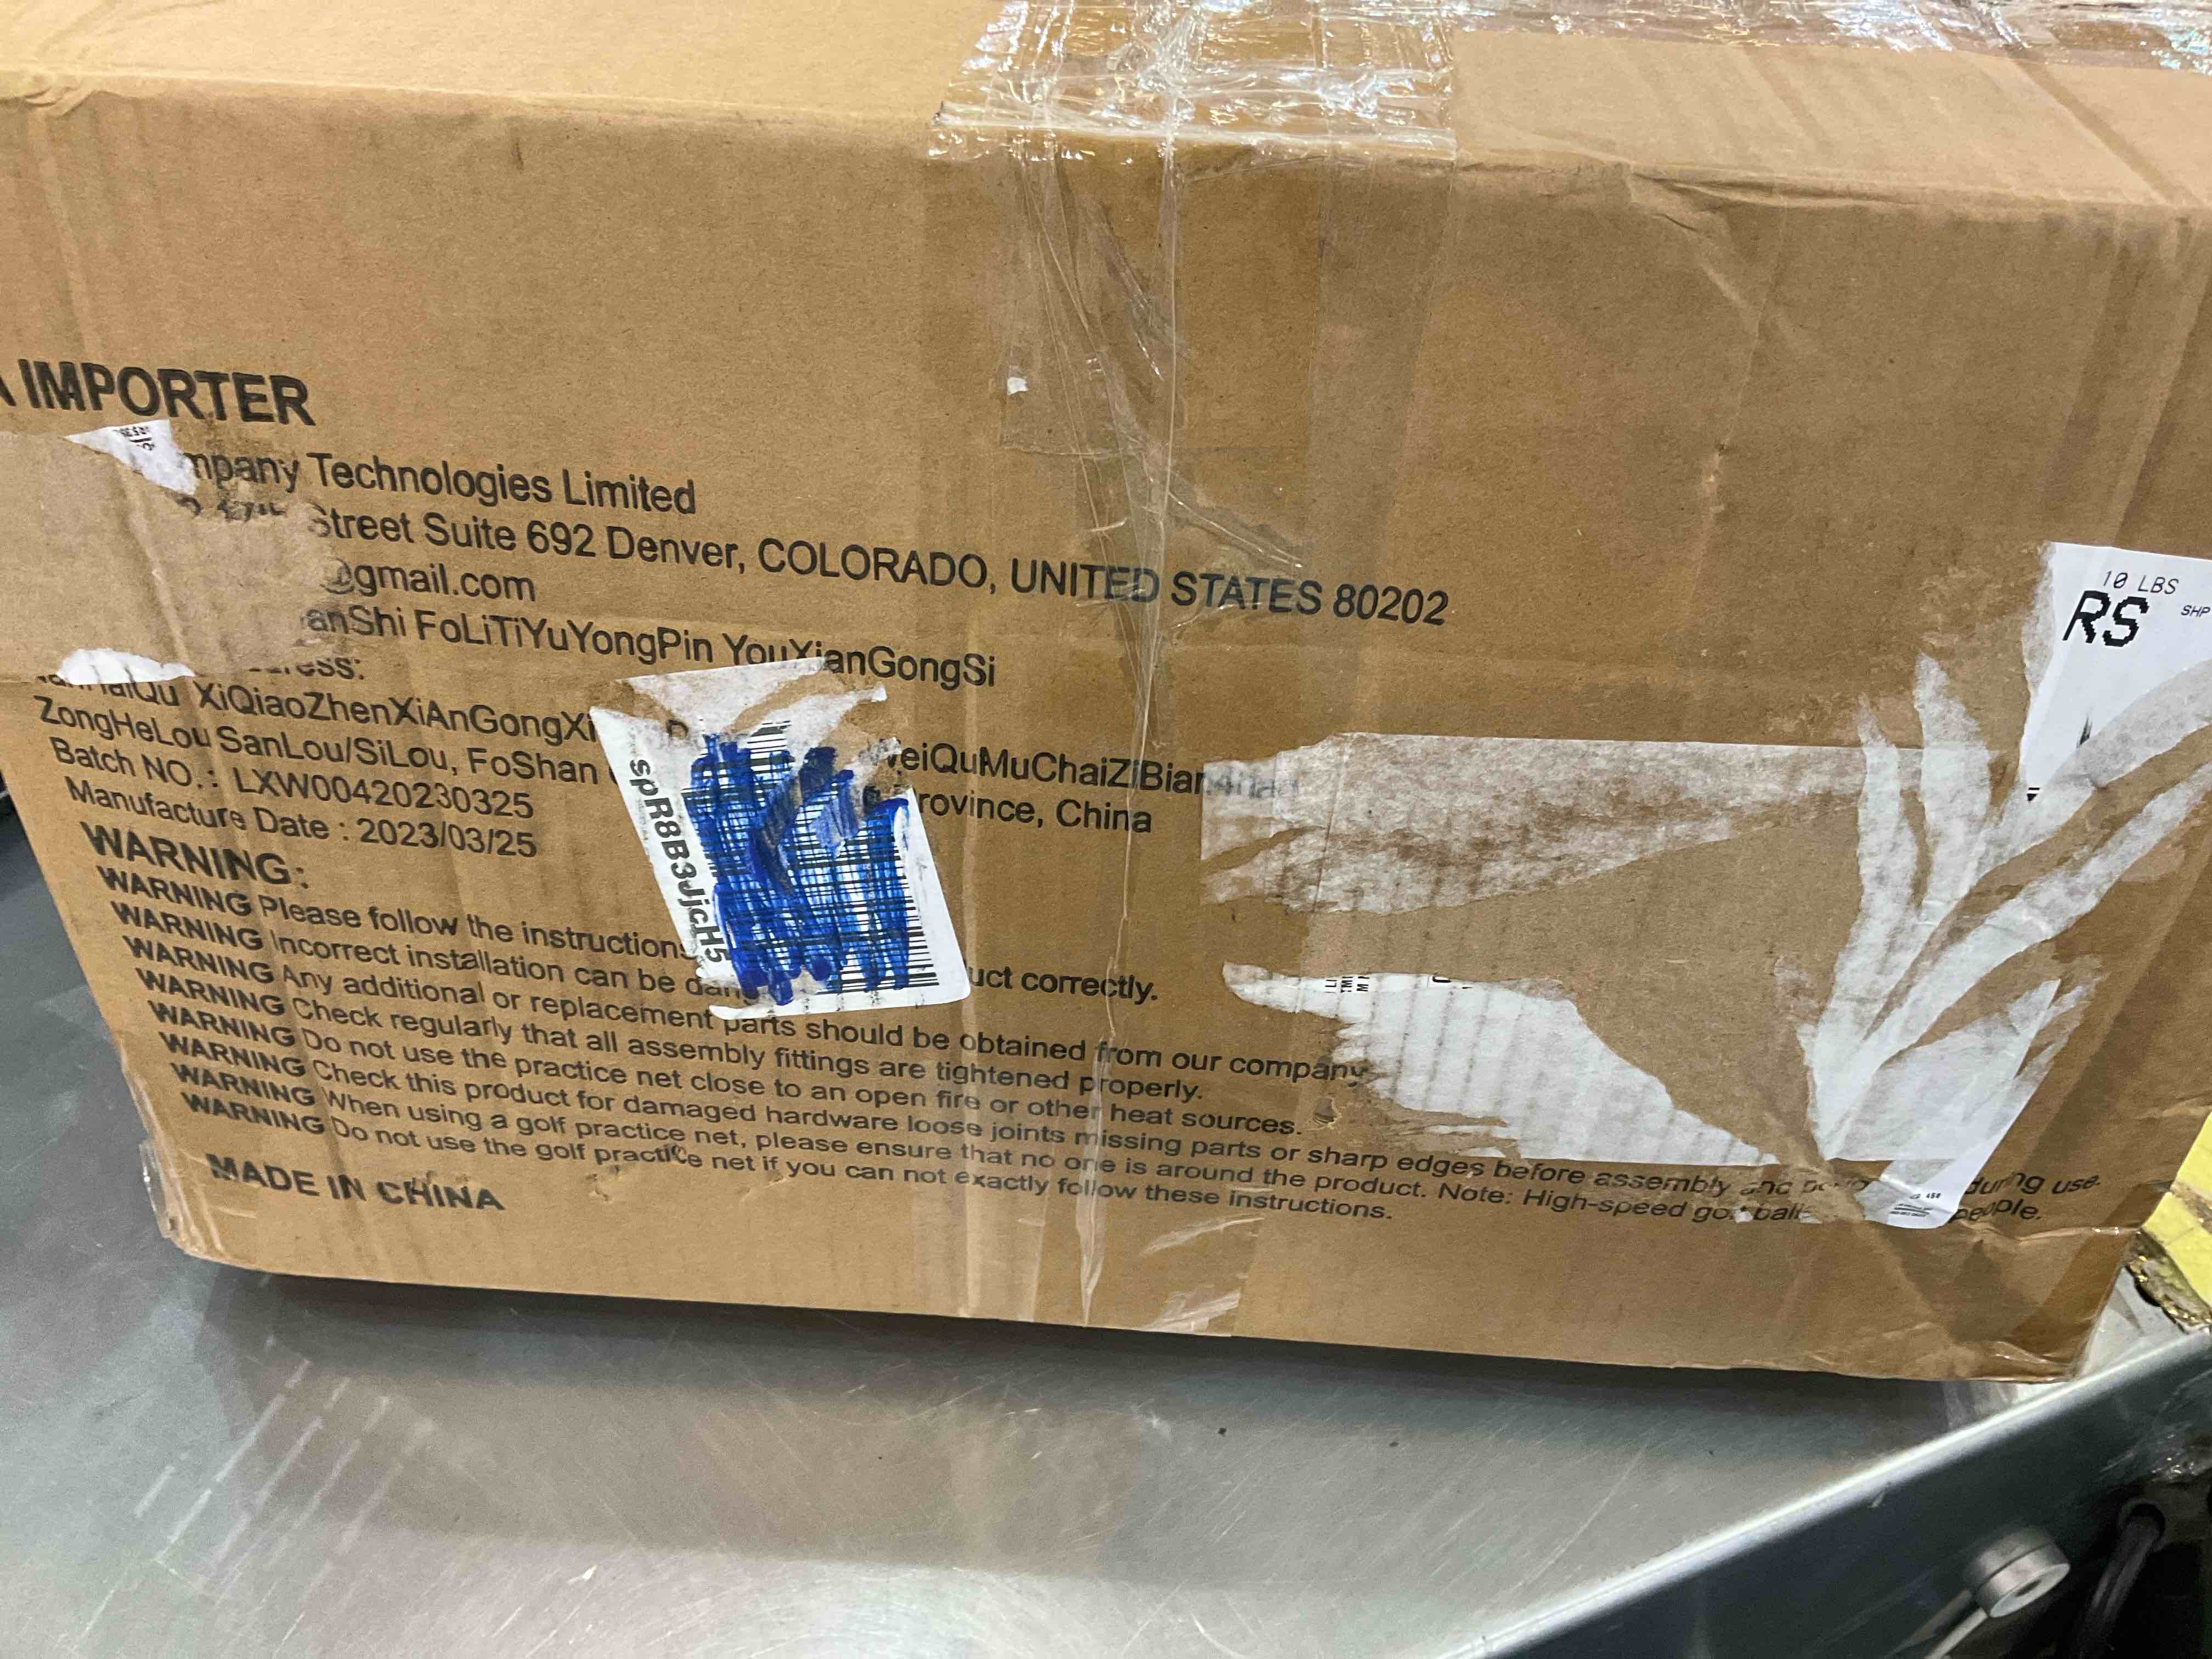 IMPORTER
mpany Technologies Limited
Street Suite 692 Denver, COLORADO, UNITED STATES 80202
@gmail.com
anShi FoLiTiYuYongPin YouXianGongSi
ess:
XiQiaoZhenXiAnGongXi eiQuMuChaiZiBian
ZongHeLou SanLou/SiLou, FoShan rovince, China
Batch NO.: LXW00420230325
Manufacture Date : 2023/03/25
WARNING:
WARNING Please follow the instructions uct correctly.
WARNING Incorrect installation can be dan
WARNING Any additional or replacement parts should be obtained from our company
WARNING Check regularly that all assembly fittings are tightened properly.
WARNING Do not use the practice net close to an open fire or other heat sources.
WARNING Check this product for damaged hardware loose joints missing parts or sharp edges before assembly and during use.
WARNING When using a golf practice net, please ensure that no one is around the product. Note: High-speed golf balls people.
WARNING Do not use the golf practice net if you can not exactly follow these instructions.
MADE IN CHINA
spR8B3JjcH5
10 LBS
RS
SHP